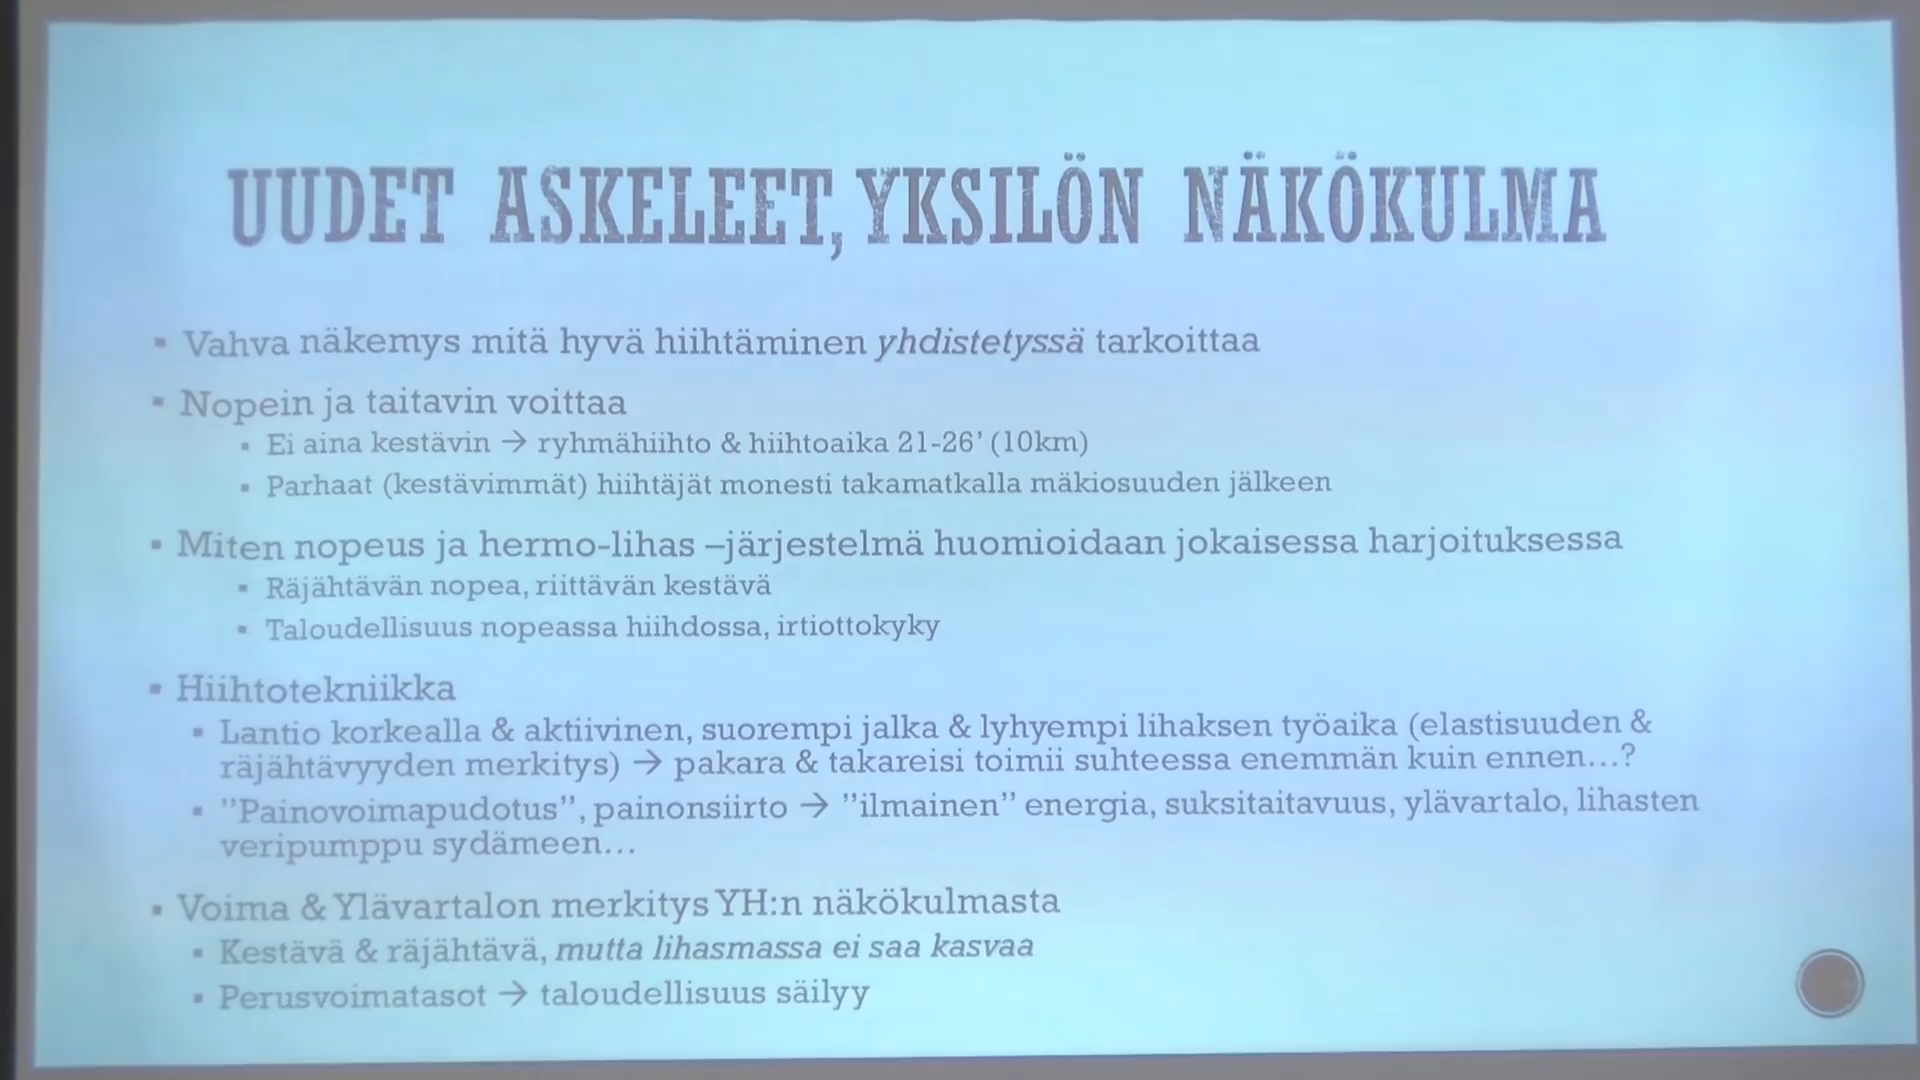 UUDET ASKELEET, YKSILÖN NÄKÖKULMA
▪ Vahva näkemys mitä hyvä hiihtäminen yhdistetyssä tarkoittaa
▪ Nopein ja taitavin voittaa
▪ Ei aina kestävin → ryhmähiihto & hiihtoaika 21-26’ (10km)
▪ Parhaat (kestävimmät) hiihtäjät monesti takamatkalla mäkiosuuden jälkeen
▪ Miten nopeus ja hermo-lihas –järjestelmä huomioidaan jokaisessa harjoituksessa
▪ Räjähtävän nopea, riittävän kestävä
▪ Taloudellisuus nopeassa hiihdossa, irtiottokyky
▪ Hiihtotekniikka
▪ Lantio korkealla & aktiivinen, suorempi jalka & lyhyempi lihaksen työaika (elastisuuden &
räjähtävyyden merkitys) → pakara & takareisi toimii suhteessa enemmän kuin ennen…?
▪ ”Painovoimapudotus”, painonsiirto → ”ilmainen” energia, suksitaitavuus, ylävartalo, lihasten
veripumppu sydämeen…
▪ Voima & Ylävartalon merkitys YH:n näkökulmasta
▪ Kestävä & räjähtävä, mutta lihasmassa ei saa kasvaa
▪ Perusvoimatasot → taloudellisuus säilyy